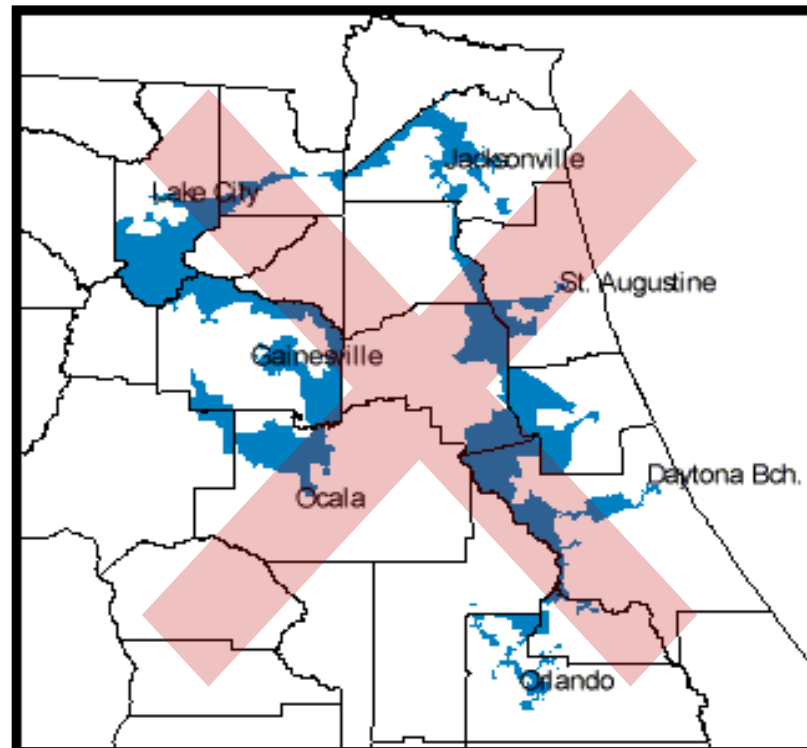 Jacksonville
Lake City
St. Augustine
Gainesville
Daytona Bch.
Ocala
Orlando